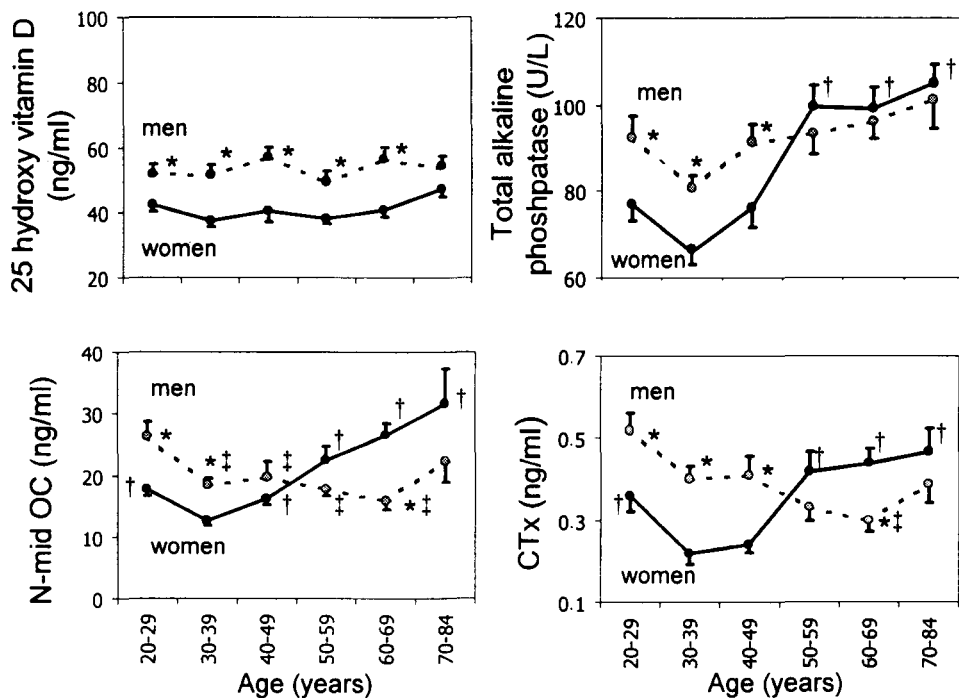 25 hydroxy vitamin D
(ng/ml)
100
80
60
40
20
men
* * * * *
women
Total alkaline
phoshpatase (U/L)
120
100
80
60
men
* * * † † †
women
N-mid OC (ng/ml)
40
30
20
10
0
men
* * ‡ ‡ † † †
† † ‡ * ‡
women
20-29 30-39 40-49 50-59 60-69 70-84
Age (years)
CTx (ng/ml)
0.7
0.5
0.3
0.1
men
* * * † † †
† * ‡
women
20-29 30-39 40-49 50-59 60-69 70-84
Age (years)